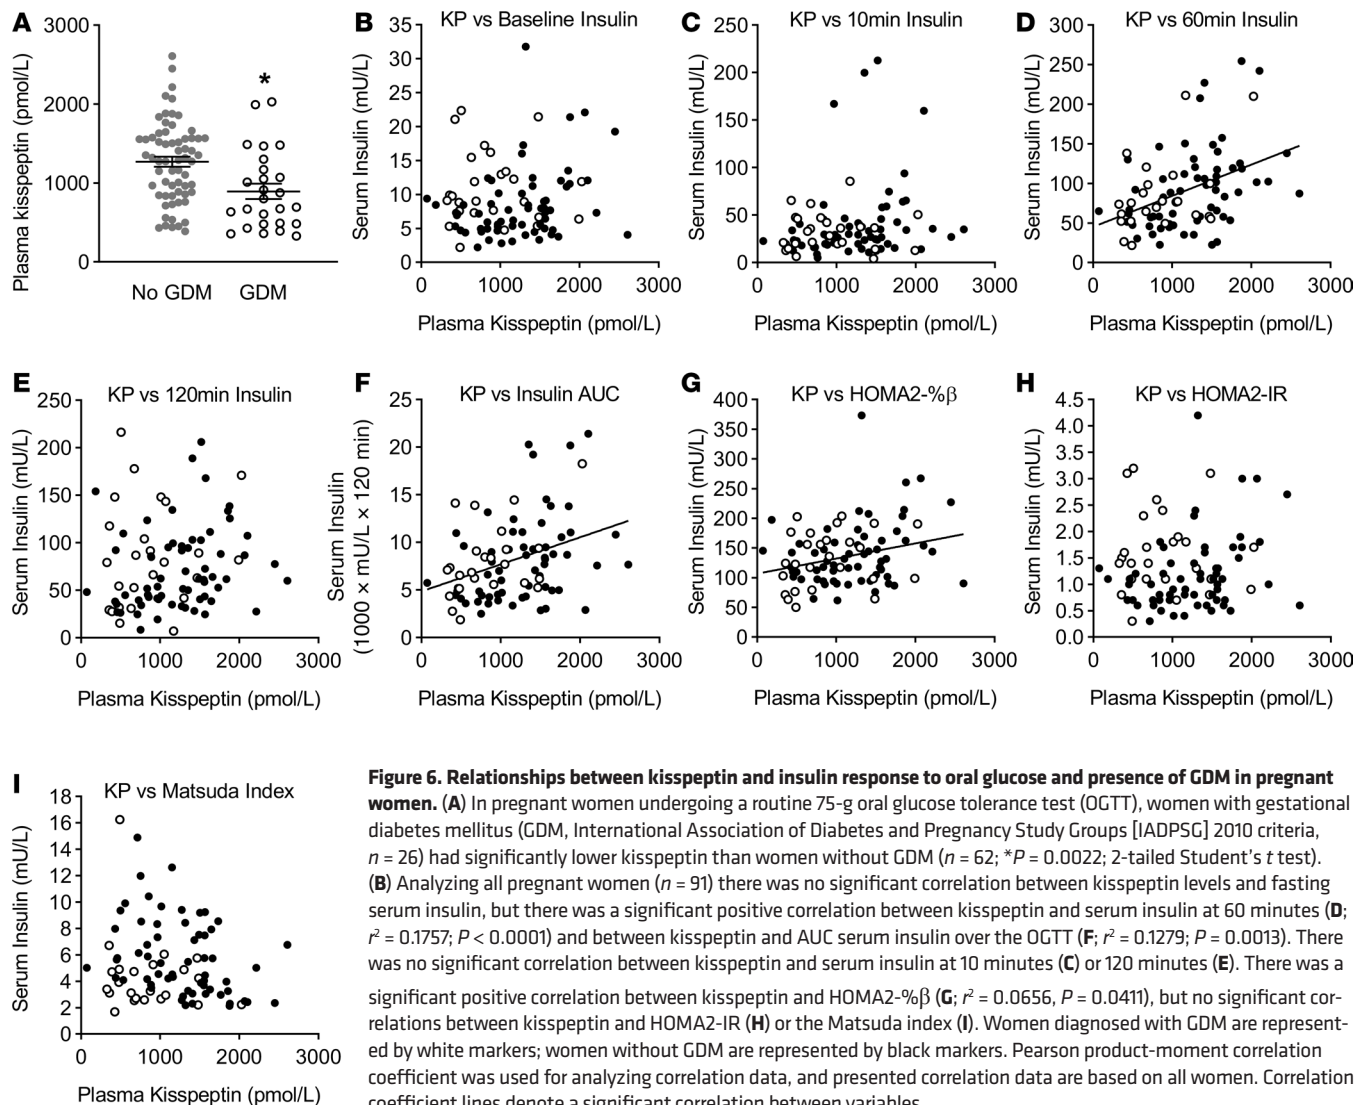 A
3000
2000
1000
0
Plasma kisspeptin (pmol/L)
*
No GDM GDM
B
KP vs Baseline Insulin
35
30
25
20
15
10
5
0
Serum Insulin (mU/L)
0 1000 2000 3000
Plasma Kisspeptin (pmol/L)
C
KP vs 10min Insulin
250
200
150
100
50
0
Serum Insulin (mU/L)
0 1000 2000 3000
Plasma Kisspeptin (pmol/L)
D
KP vs 60min Insulin
300
250
200
150
100
50
0
Serum Insulin (mU/L)
0 1000 2000 3000
Plasma Kisspeptin (pmol/L)
E
KP vs 120min Insulin
250
200
150
100
50
0
Serum Insulin (mU/L)
0 1000 2000 3000
Plasma Kisspeptin (pmol/L)
F
KP vs Insulin AUC
25
20
15
10
5
0
Serum Insulin
(1000 × mU/L × 120 min)
0 1000 2000 3000
Plasma Kisspeptin (pmol/L)
G
KP vs HOMA2-%β
400
350
300
250
200
150
100
50
0
Serum Insulin (mU/L)
0 1000 2000 3000
Plasma Kisspeptin (pmol/L)
H
KP vs HOMA2-IR
4.5
4.0
3.5
3.0
2.5
2.0
1.5
1.0
0.5
0.0
Serum Insulin (mU/L)
0 1000 2000 3000
Plasma Kisspeptin (pmol/L)
I
KP vs Matsuda Index
18
16
14
12
10
8
6
4
2
0
Serum Insulin (mU/L)
0 1000 2000 3000
Plasma Kisspeptin (pmol/L)
Figure 6. Relationships between kisspeptin and insulin response to oral glucose and presence of GDM in pregnant
women. (A) In pregnant women undergoing a routine 75-g oral glucose tolerance test (OGTT), women with gestational
diabetes mellitus (GDM, International Association of Diabetes and Pregnancy Study Groups [IADPSG] 2010 criteria,
n = 26) had significantly lower kisspeptin than women without GDM (n = 62; *P = 0.0022; 2-tailed Student's t test).
(B) Analyzing all pregnant women (n = 91) there was no significant correlation between kisspeptin levels and fasting
serum insulin, but there was a significant positive correlation between kisspeptin and serum insulin at 60 minutes (D;
r² = 0.1757; P < 0.0001) and between kisspeptin and AUC serum insulin over the OGTT (F; r² = 0.1279; P = 0.0013). There
was no significant correlation between kisspeptin and serum insulin at 10 minutes (C) or 120 minutes (E). There was a
significant positive correlation between kisspeptin and HOMA2-%β (G; r² = 0.0656, P = 0.0411), but no significant cor-
relations between kisspeptin and HOMA2-IR (H) or the Matsuda index (I). Women diagnosed with GDM are represent-
ed by white markers; women without GDM are represented by black markers. Pearson product-moment correlation
coefficient was used for analyzing correlation data, and presented correlation data are based on all women. Correlation
coefficient lines denote a significant correlation between variables.